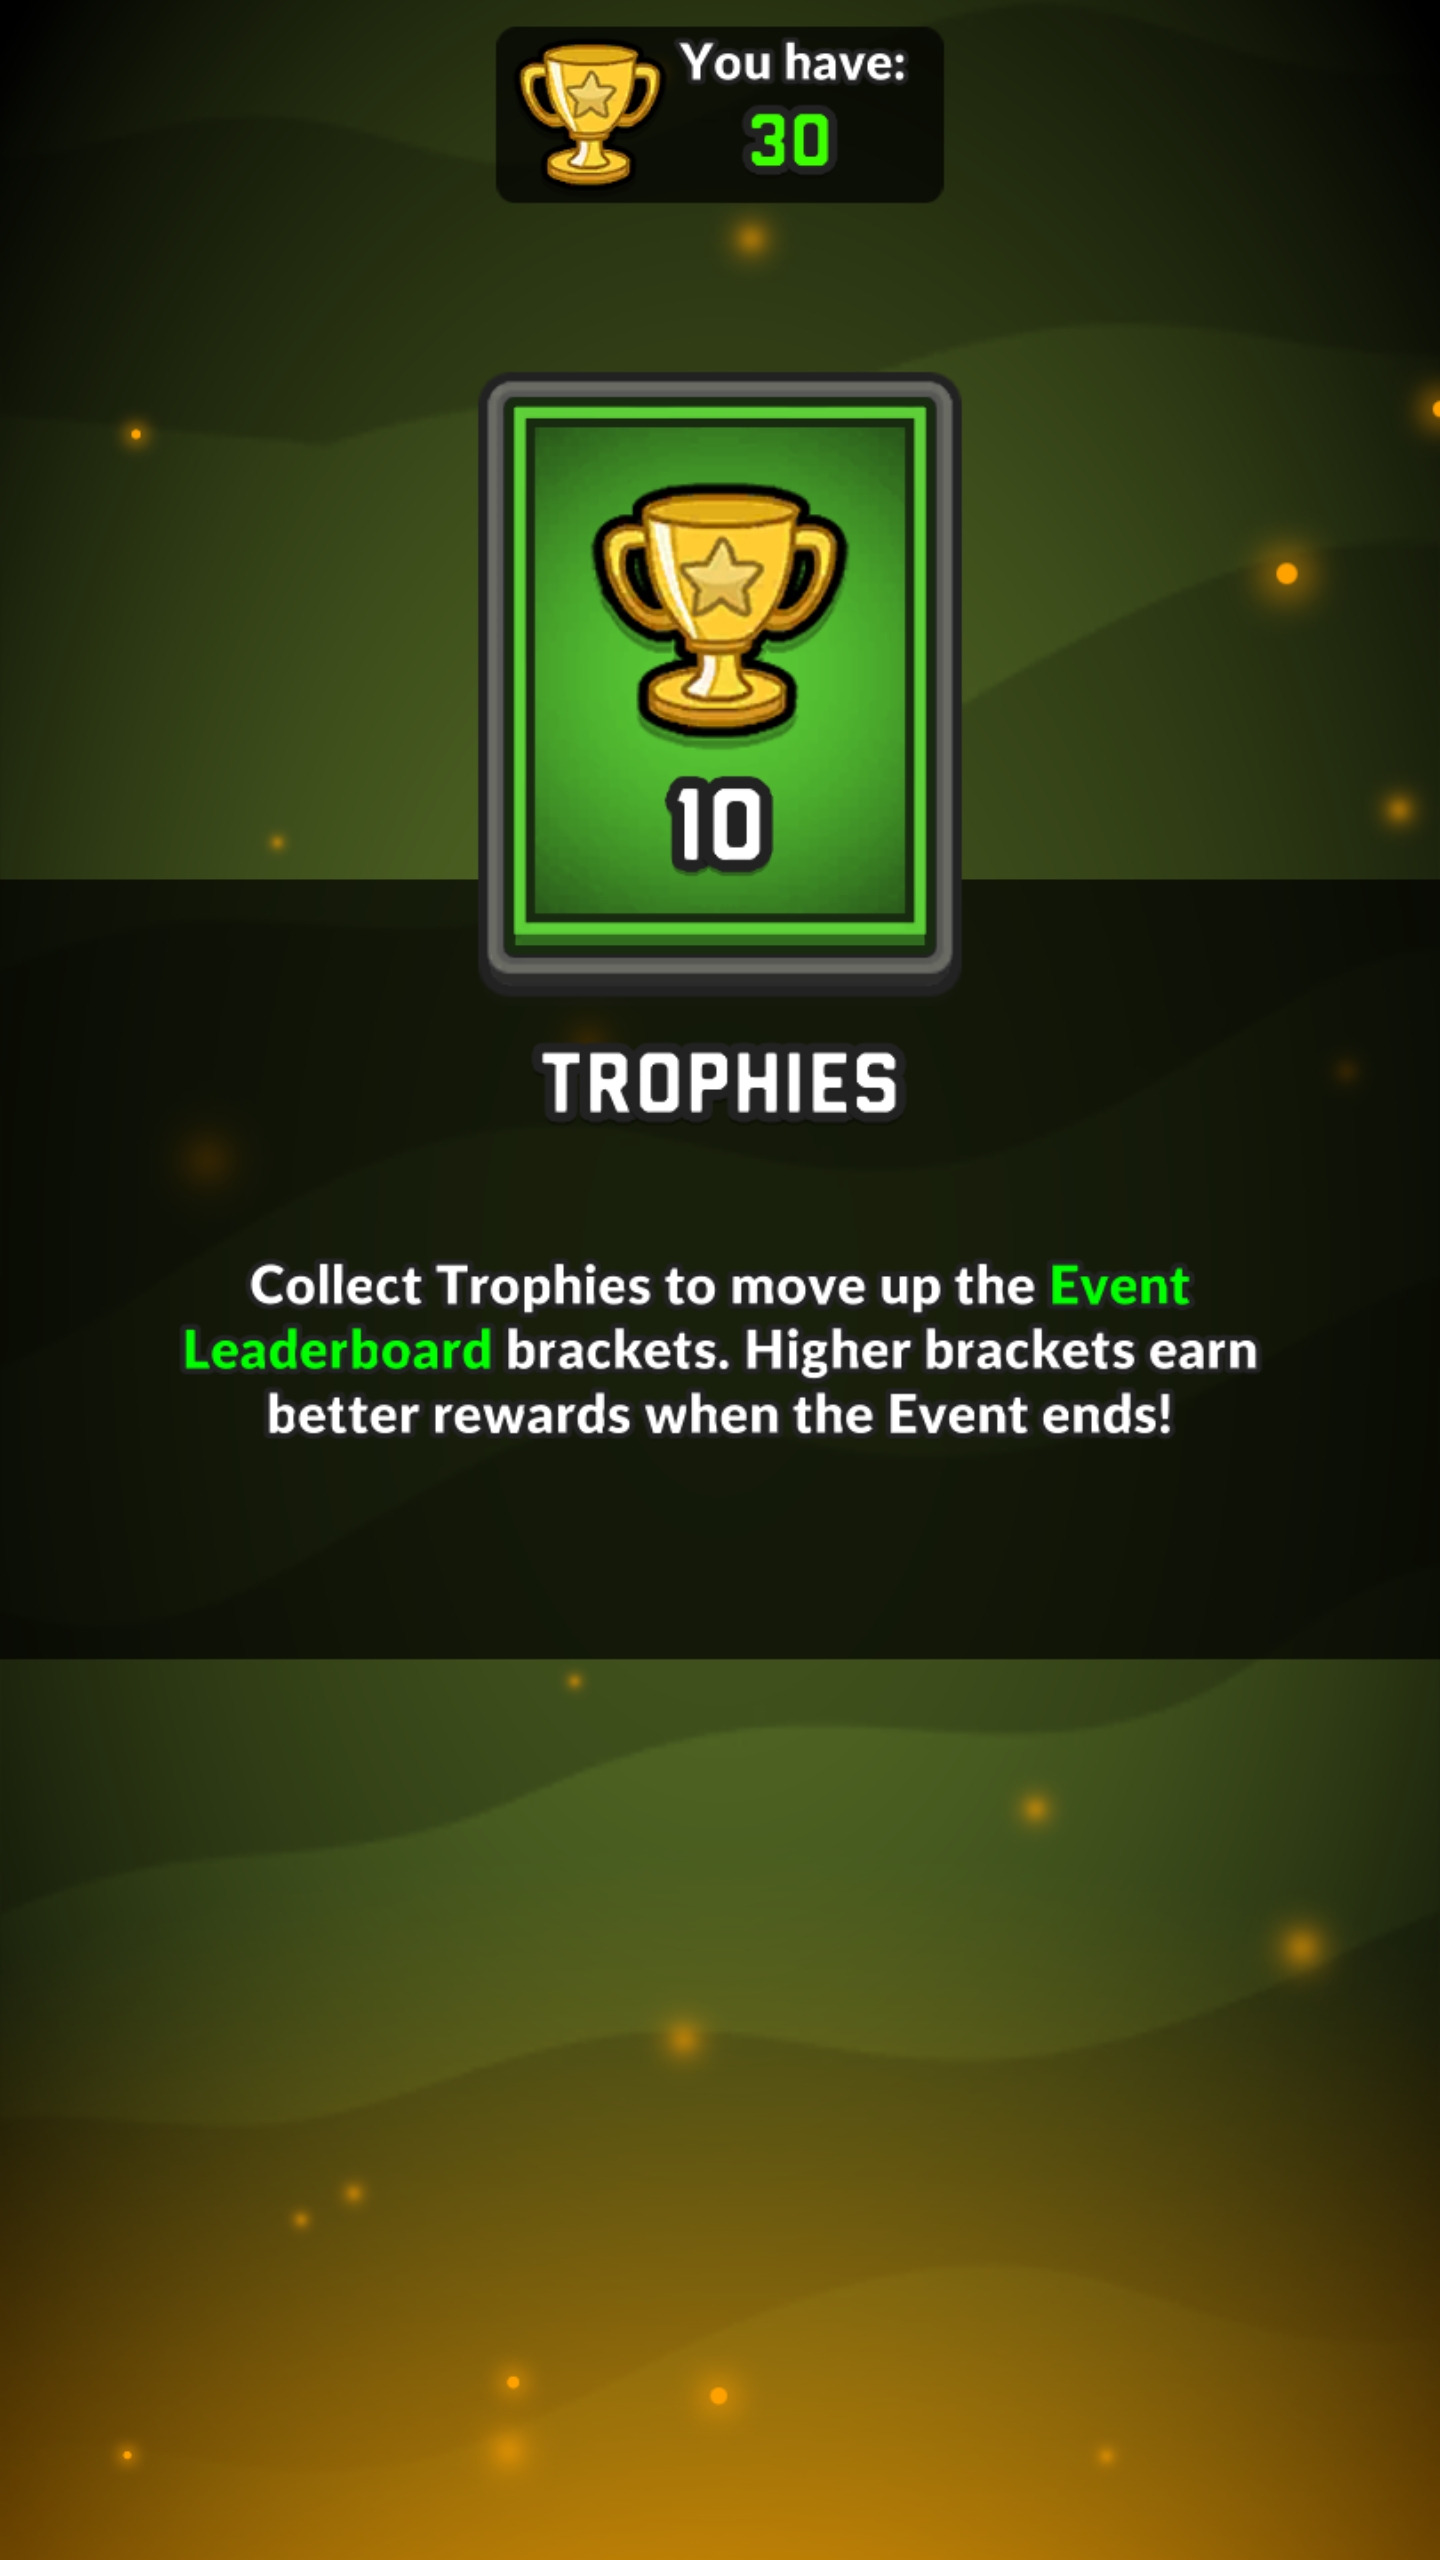 You have:
30
10
TROPHIES
Collect Trophies to move up the Event
Leaderboard brackets. Higher brackets earn
better rewards when the Event ends!